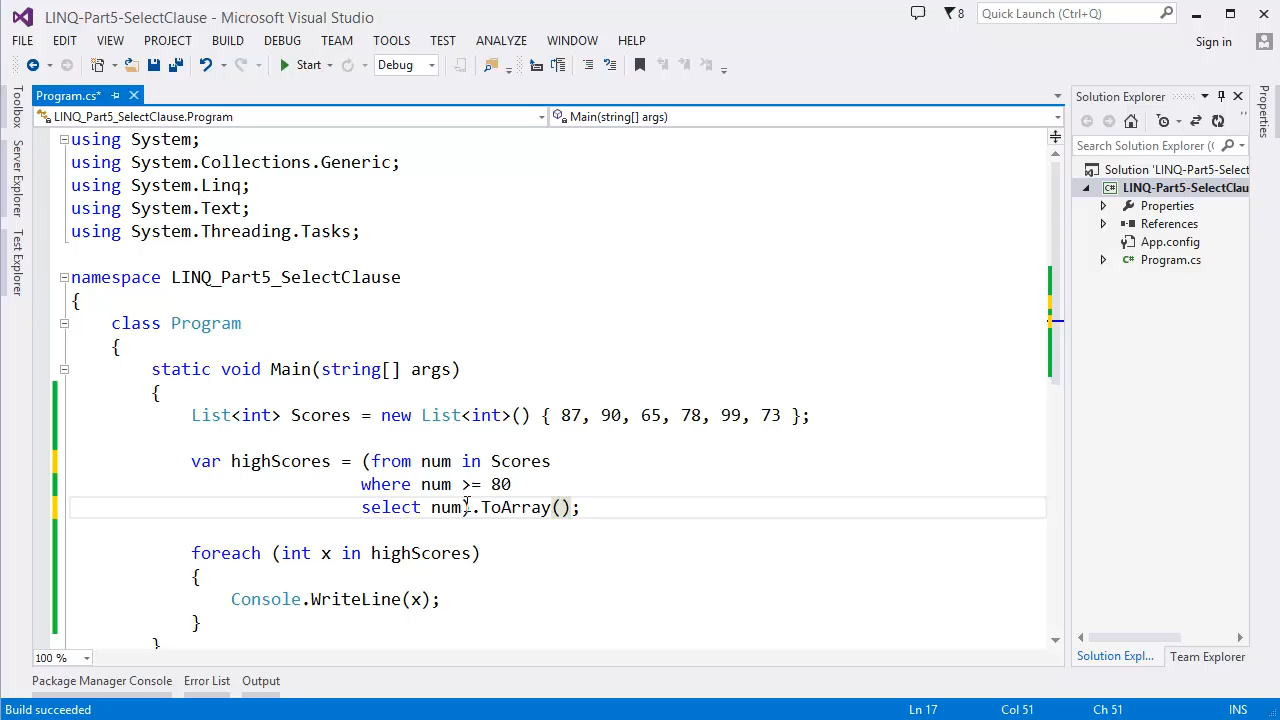 LINQ-Part5-SelectClause - Microsoft Visual Studio
8
Quick Launch (Ctrl+Q)
FILE EDIT VIEW PROJECT BUILD DEBUG TEAM TOOLS TEST ANALYZE WINDOW HELP
Sign in
Start
Debug
Toolbox
Server Explorer
Test Explorer
Program.cs*
LINQ_Part5_SelectClause.Program
Main(string[] args)
using System;
using System.Collections.Generic;
using System.Linq;
using System.Text;
using System.Threading.Tasks;
namespace LINQ_Part5_SelectClause
{
class Program
{
static void Main(string[] args)
{
List<int> Scores = new List<int>() { 87, 90, 65, 78, 99, 73 };
var highScores = (from num in Scores
where num >= 80
select num).ToArray();
foreach (int x in highScores)
{
Console.WriteLine(x);
}
}
100 %
Solution Explorer
Search Solution Explorer (
Solution 'LINQ-Part5-Select
LINQ-Part5-SelectClau
Properties
References
App.config
Program.cs
Solution Expl...
Team Explorer
Properties
Package Manager Console
Error List
Output
Build succeeded
Ln 17
Col 51
Ch 51
INS